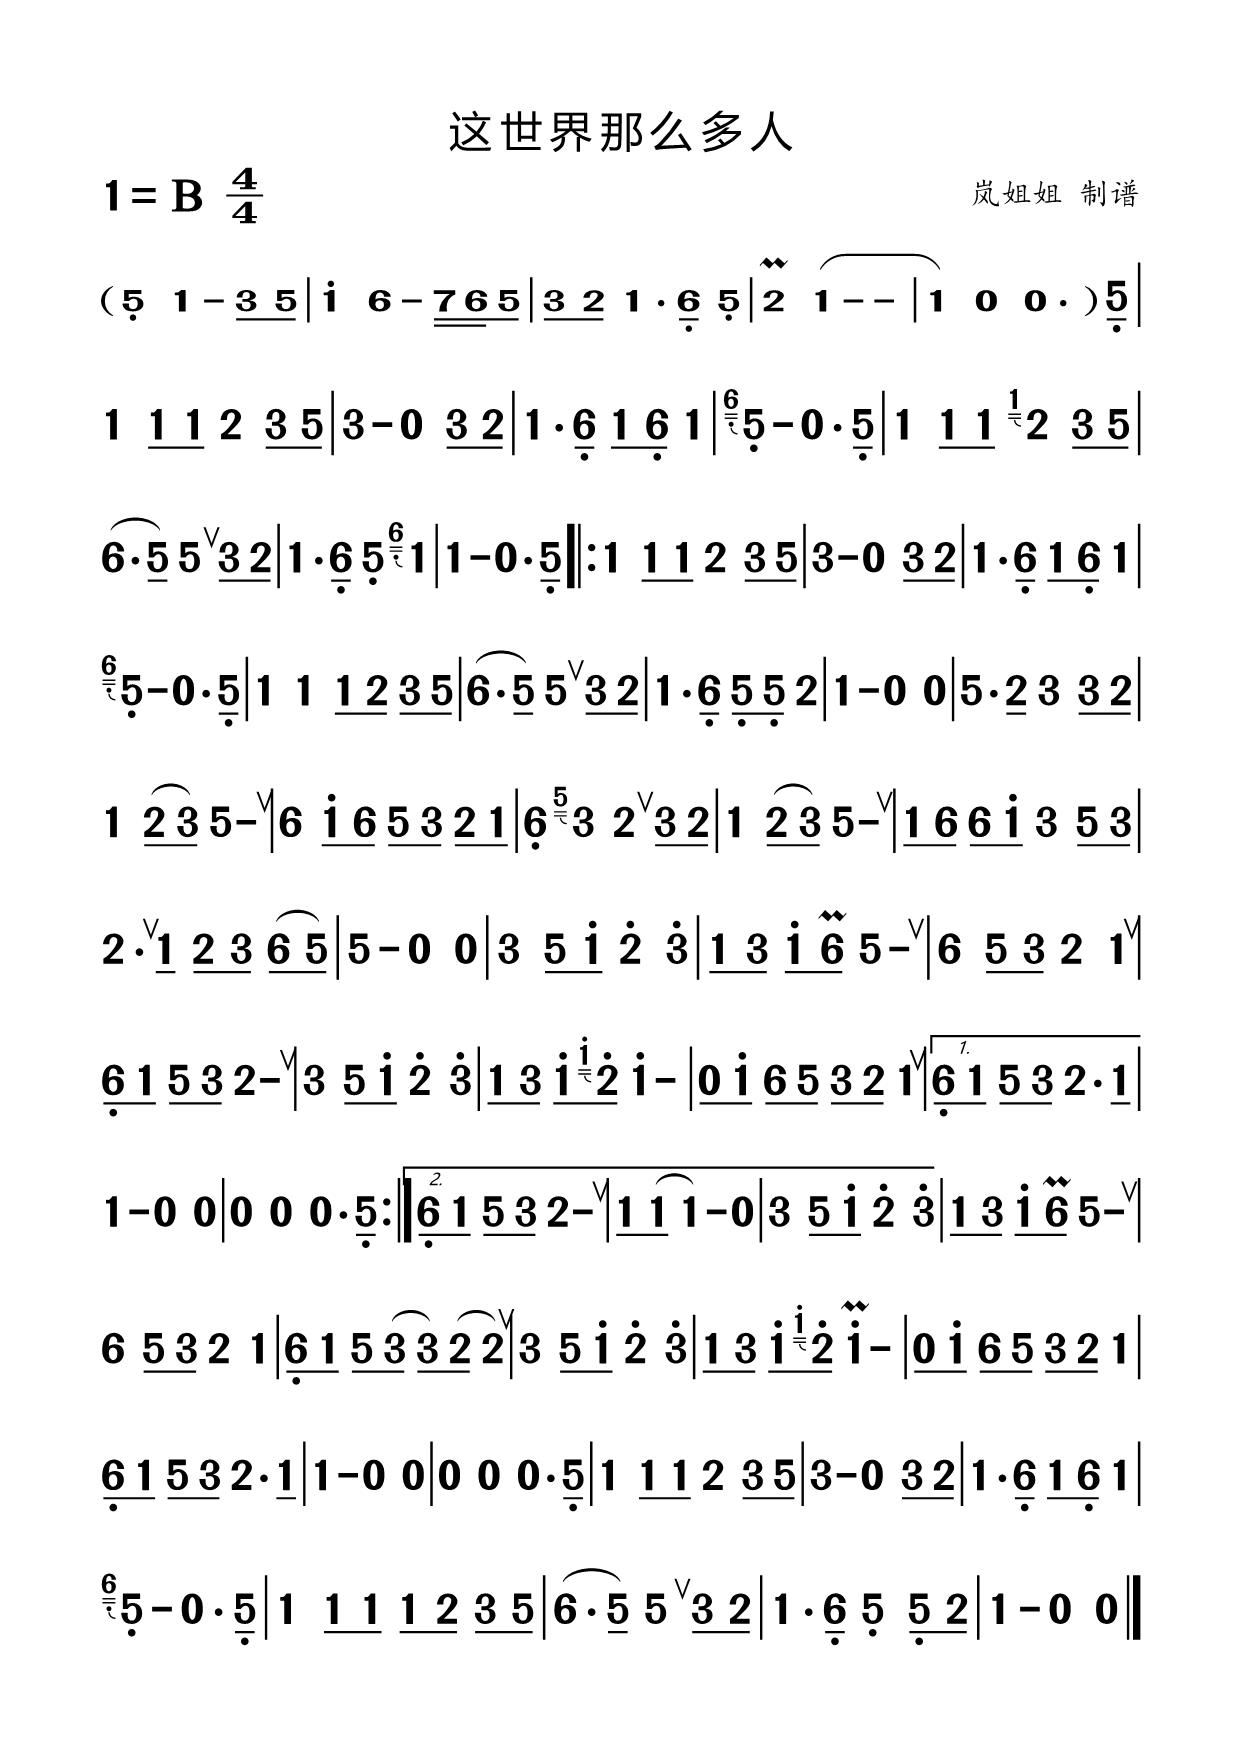 这世界那么多人
1=B 4/4
岚姐姐 制谱
(5̣ 1 - 3 5 | i 6 - 7 6 5 | 3 2 1 · 6̣ 5̣ | 2 1 - - | 1 0 0 · ) 5̣ |
1 1 1 2 3 5 | 3 - 0 3 2 | 1 · 6̣ 1 6̣ 1 | 6̣ 5̣ - 0 · 5̣ | 1 1 1 1 2 3 5 |
6 · 5 5 V 3 2 | 1 · 6̣ 5̣ 6̣ 1 | 1 - 0 · 5̣ |: 1 1 1 2 3 5 | 3 - 0 3 2 | 1 · 6̣ 1 6̣ 1 |
6̣ 5̣ - 0 · 5̣ | 1 1 1 2 3 5 | 6 · 5 5 V 3 2 | 1 · 6̣ 5̣ 5̣ 2 | 1 - 0 0 | 5 · 2 3 3 2 |
1 2 3 5 - V | 6 i 6 5 3 2 1 | 6̣ 5 3 2 V 3 2 | 1 2 3 5 - V | 1 6 6 i 3 5 3 |
2 · V 1 2 3 6 5 | 5 - 0 0 | 3 5 i 2̇ 3̇ | 1 3 i 6 5 - V | 6 5 3 2 1 V |
6̣ 1 5 3 2 - V | 3 5 i 2̇ 3̇ | 1 3 i i 2̇ i - | 0 i 6 5 3 2 1 V | 1. 6̣ 1 5 3 2 · 1 |
1 - 0 0 | 0 0 0 · 5̣ :| 2. 6̣ 1 5 3 2 - V | 1 1 1 - 0 | 3 5 i 2̇ 3̇ | 1 3 i 6 5 - V |
6 5 3 2 1 | 6̣ 1 5 3 3 2 2 V | 3 5 i 2̇ 3̇ | 1 3 i i 2̇ i - | 0 i 6 5 3 2 1 |
6̣ 1 5 3 2 · 1 | 1 - 0 0 | 0 0 0 · 5̣ | 1 1 1 2 3 5 | 3 - 0 3 2 | 1 · 6̣ 1 6̣ 1 |
6̣ 5̣ - 0 · 5̣ | 1 1 1 1 2 3 5 | 6 · 5 5 V 3 2 | 1 · 6̣ 5̣ 5̣ 2 | 1 - 0 0 ‖